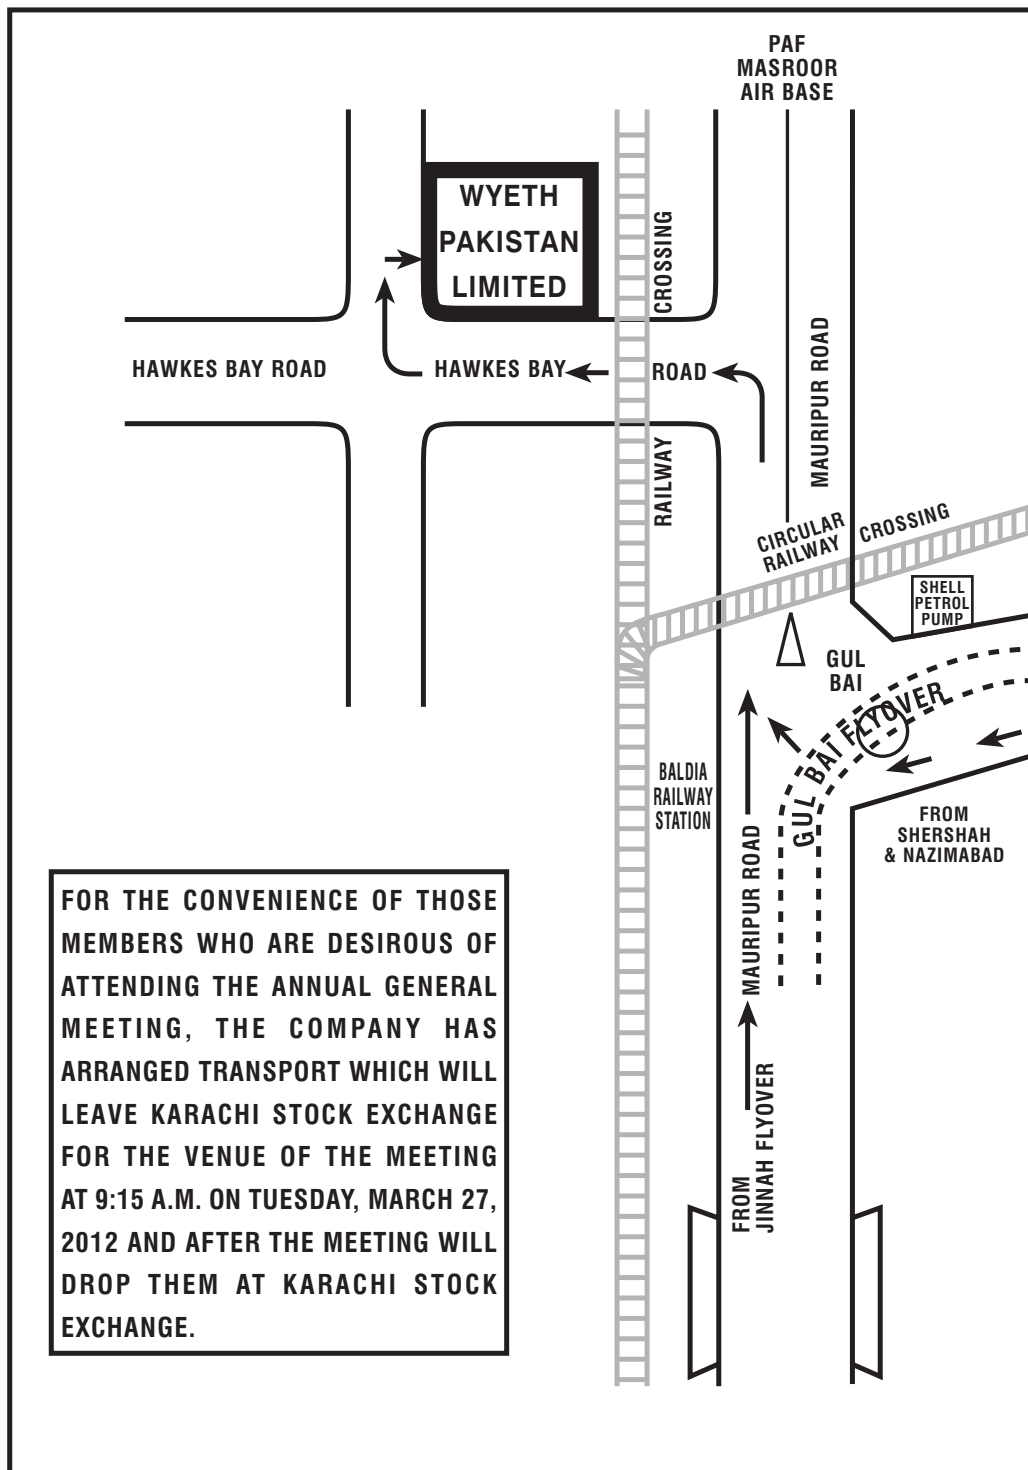 PAF
MASROOR
AIR BASE
WYETH
PAKISTAN
LIMITED
CROSSING
MAURIPUR ROAD
HAWKES BAY ROAD
HAWKES BAY
ROAD
RAILWAY
CIRCULAR
RAILWAY
CROSSING
SHELL
PETROL
PUMP
GUL
BAI
GUL BAI FLYOVER
BALDIA
RAILWAY
STATION
FROM
SHERSHAH
& NAZIMABAD
MAURIPUR ROAD
FROM
JINNAH FLYOVER
FOR THE CONVENIENCE OF THOSE
MEMBERS WHO ARE DESIROUS OF
ATTENDING THE ANNUAL GENERAL
MEETING, THE COMPANY HAS
ARRANGED TRANSPORT WHICH WILL
LEAVE KARACHI STOCK EXCHANGE
FOR THE VENUE OF THE MEETING
AT 9:15 A.M. ON TUESDAY, MARCH 27,
2012 AND AFTER THE MEETING WILL
DROP THEM AT KARACHI STOCK
EXCHANGE.